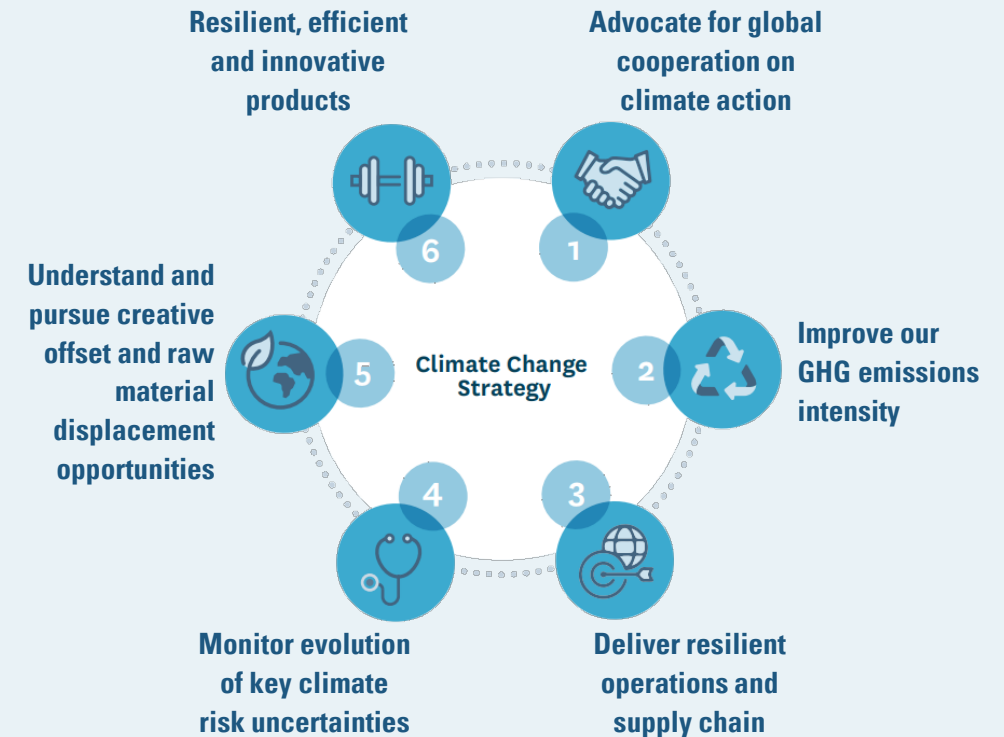 Resilient, efficient
and innovative
products
Advocate for global
cooperation on
climate action
6
1
Understand and
pursue creative
offset and raw
material
displacement
opportunities
5
Climate Change
Strategy
2
Improve our
GHG emissions
intensity
4
3
Monitor evolution
of key climate
risk uncertainties
Deliver resilient
operations and
supply chain